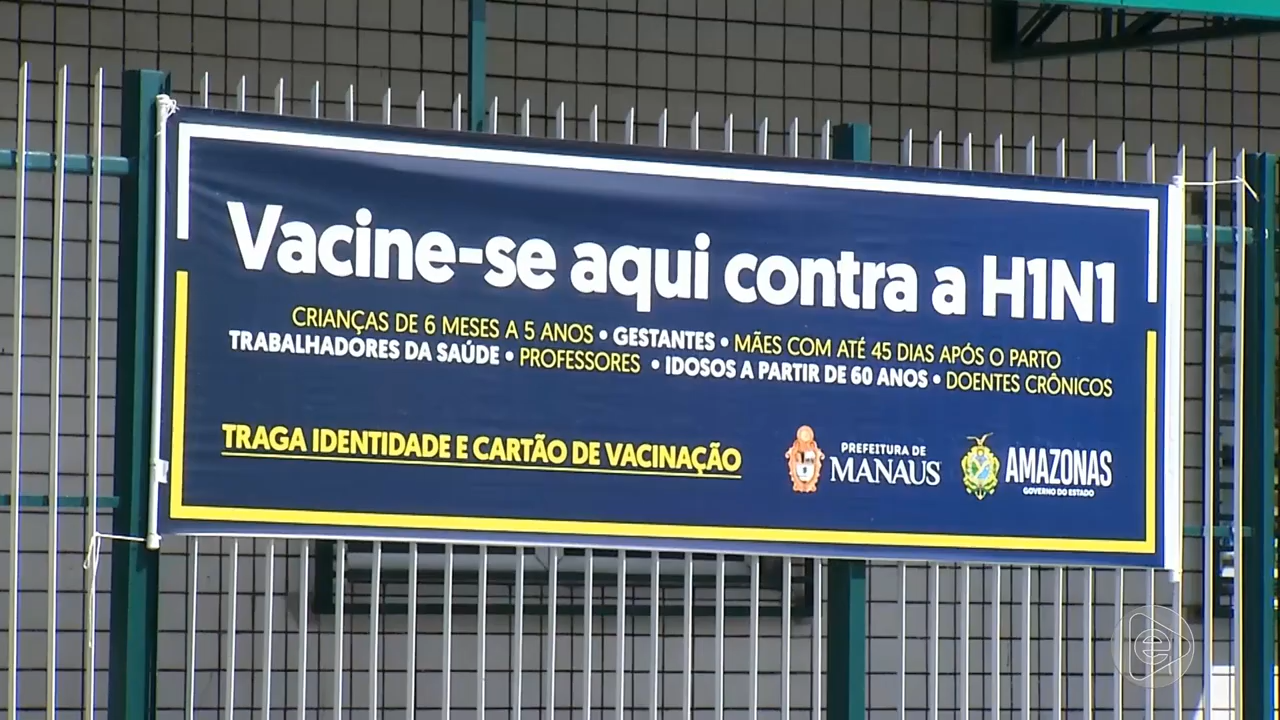 Vacine-se aqui contra a H1N1
CRIANÇAS DE 6 MESES A 5 ANOS • GESTANTES • MÃES COM ATÉ 45 DIAS APÓS O PARTO
TRABALHADORES DA SAÚDE • PROFESSORES • IDOSOS A PARTIR DE 60 ANOS • DOENTES CRÔNICOS
TRAGA IDENTIDADE E CARTÃO DE VACINAÇÃO
PREFEITURA DE
MANAUS
AMAZONAS
GOVERNO DO ESTADO
e